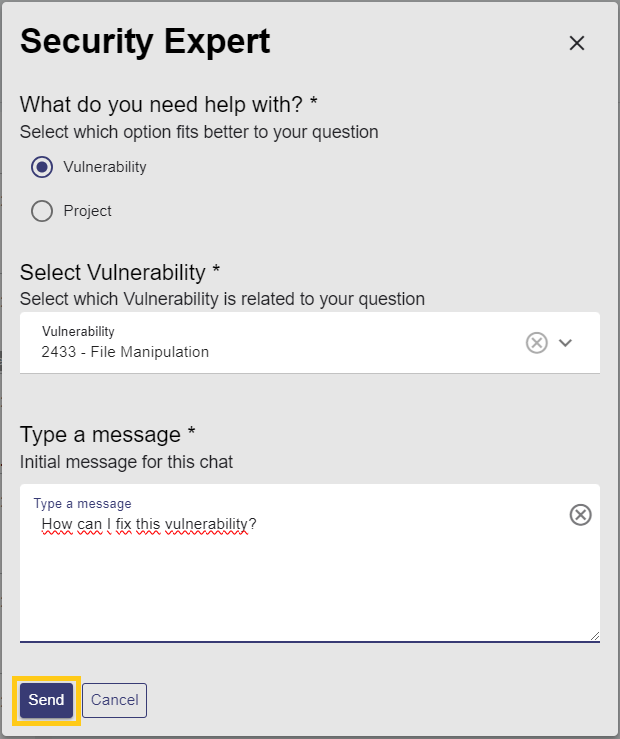 Security Expert
What do you need help with? *
Select which option fits better to your question
Vulnerability
Project
Select Vulnerability *
Select which Vulnerability is related to your question
Vulnerability
2433 - File Manipulation
Type a message *
Initial message for this chat
Type a message
How can I fix this vulnerability?
Send Cancel